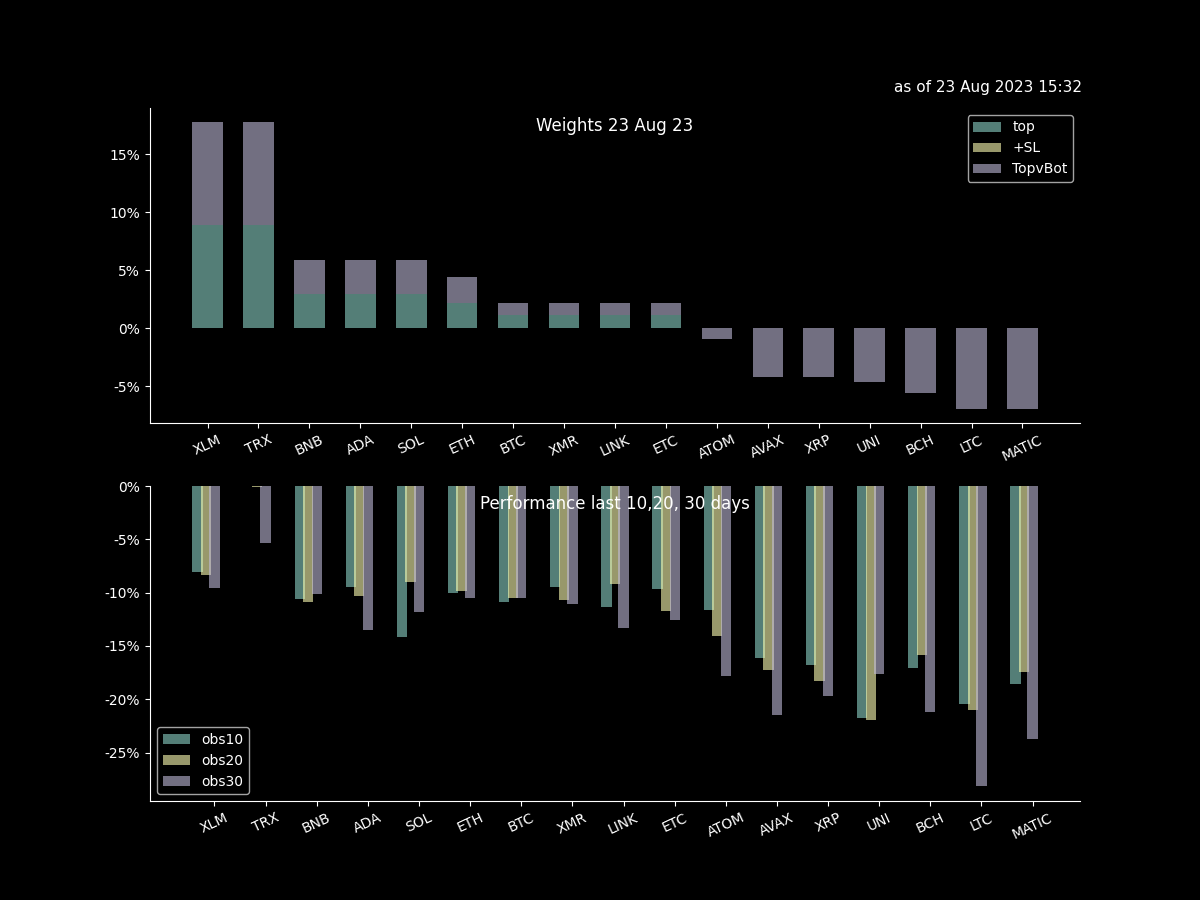 as of 23 Aug 2023 15:32
Weights 23 Aug 23
top
+SL
TopvBot
15%
10%
5%
0%
-5%
XLM TRX BNB ADA SOL ETH BTC XMR LINK ETC ATOM AVAX XRP UNI BCH LTC MATIC
Performance last 10,20, 30 days
0%
-5%
-10%
-15%
-20%
-25%
obs10
obs20
obs30
XLM TRX BNB ADA SOL ETH BTC XMR LINK ETC ATOM AVAX XRP UNI BCH LTC MATIC